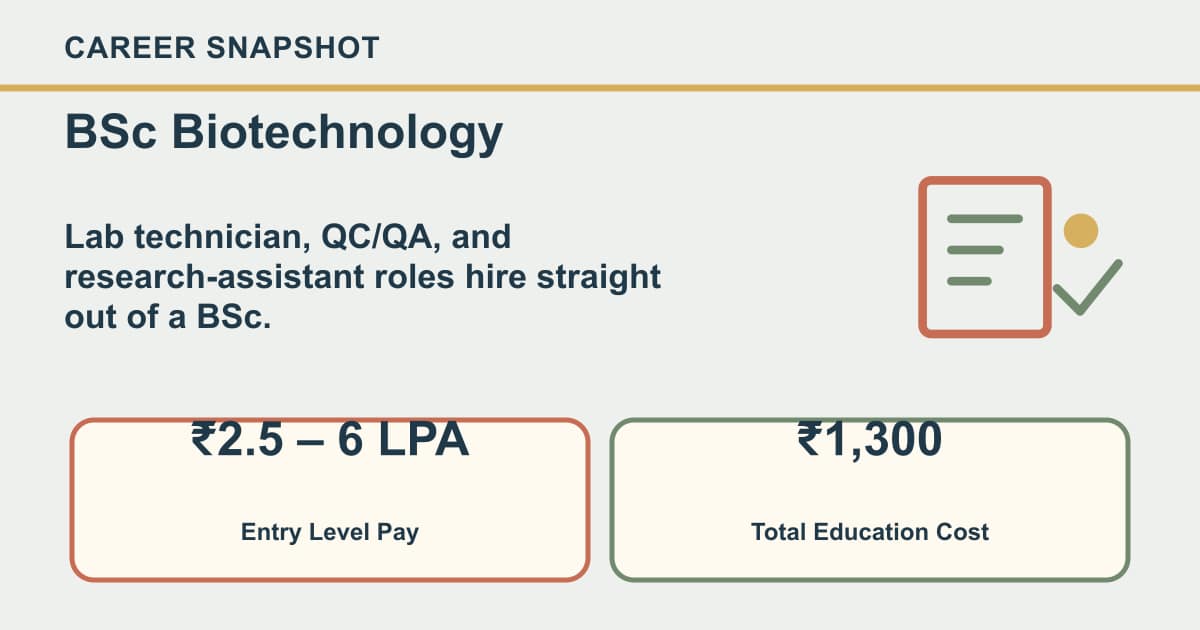 CAREER SNAPSHOT
BSc Biotechnology
Lab technician, QC/QA, and
research-assistant roles hire straight
out of a BSc.
₹2.5 – 6 LPA
Entry Level Pay
₹1,300
Total Education Cost